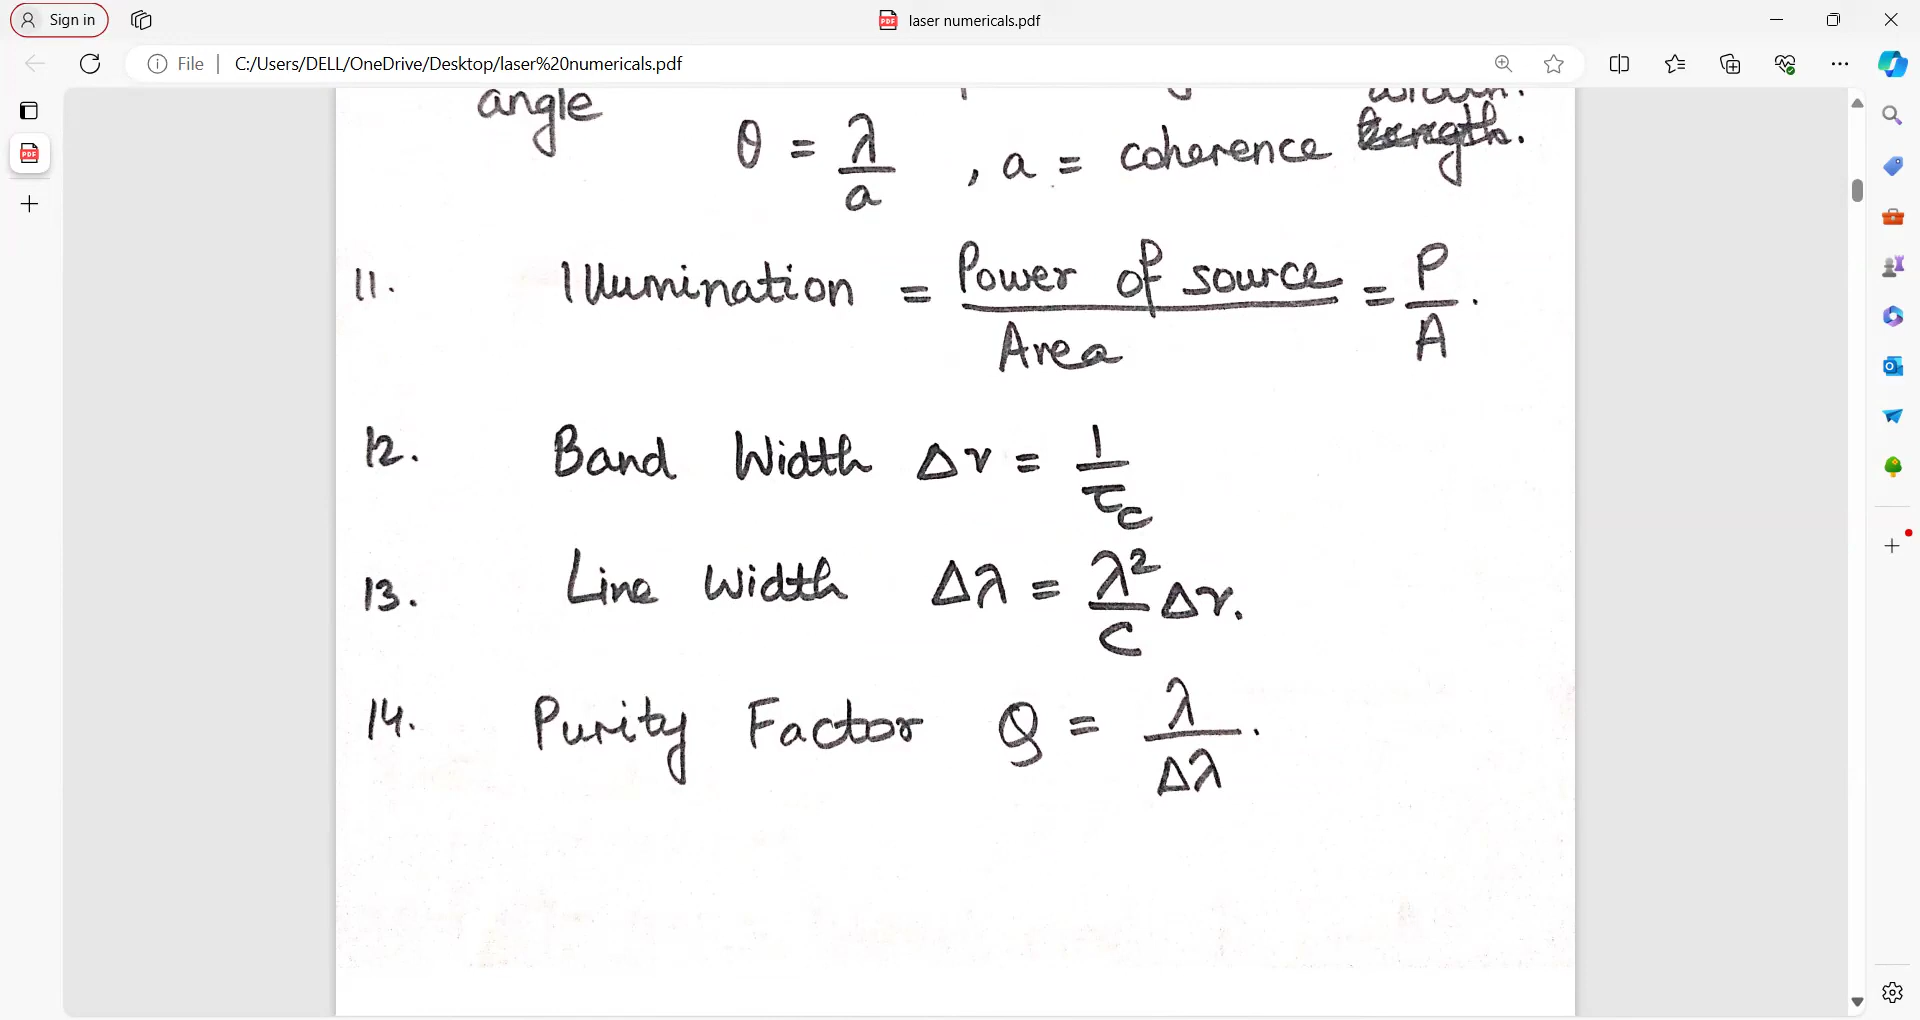 Sign in
laser numericals.pdf
File | C:/Users/DELL/OneDrive/Desktop/laser%20numericals.pdf
angle
θ = λ/a , a = coherence
11. Illumination = Power of source/Area = P/A.
12. Band Width Δν = 1/τc
13. Line Width Δλ = λ²/C Δν.
14. Purity Factor Q = λ/Δλ.